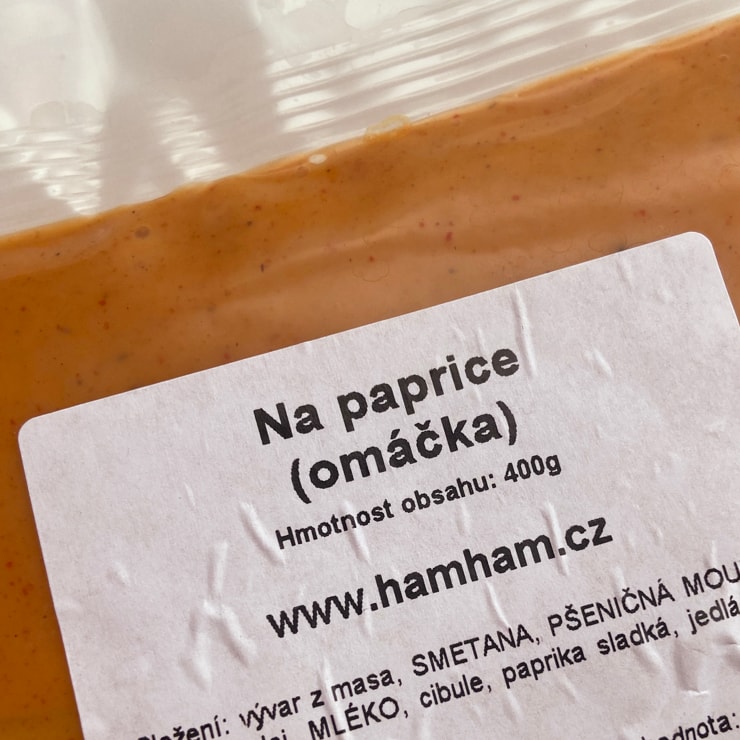 Na paprice
(omáčka)
Hmotnost obsahu: 400g
www.hamham.cz
vývar z masa, SMETANA, PŠENIČNÁ
MLÉKO, cibule, paprika sladká,